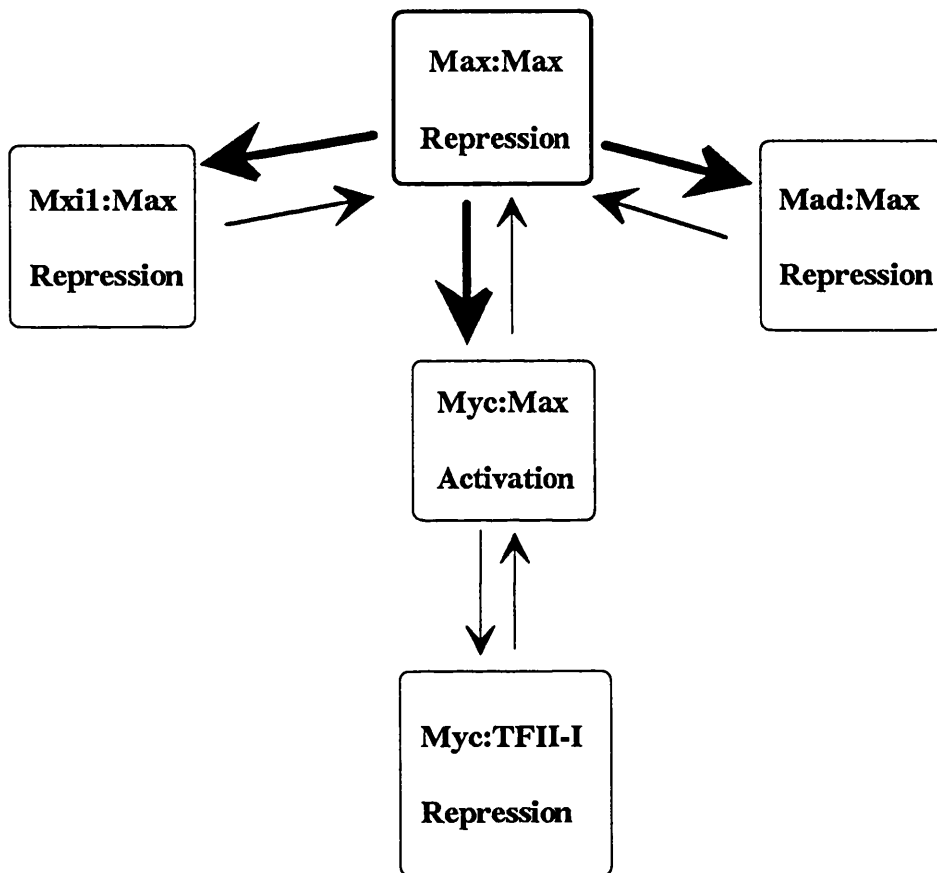 Max:Max
Repression
Mxi1:Max
Repression
Mad:Max
Repression
Myc:Max
Activation
Myc:TFII-I
Repression